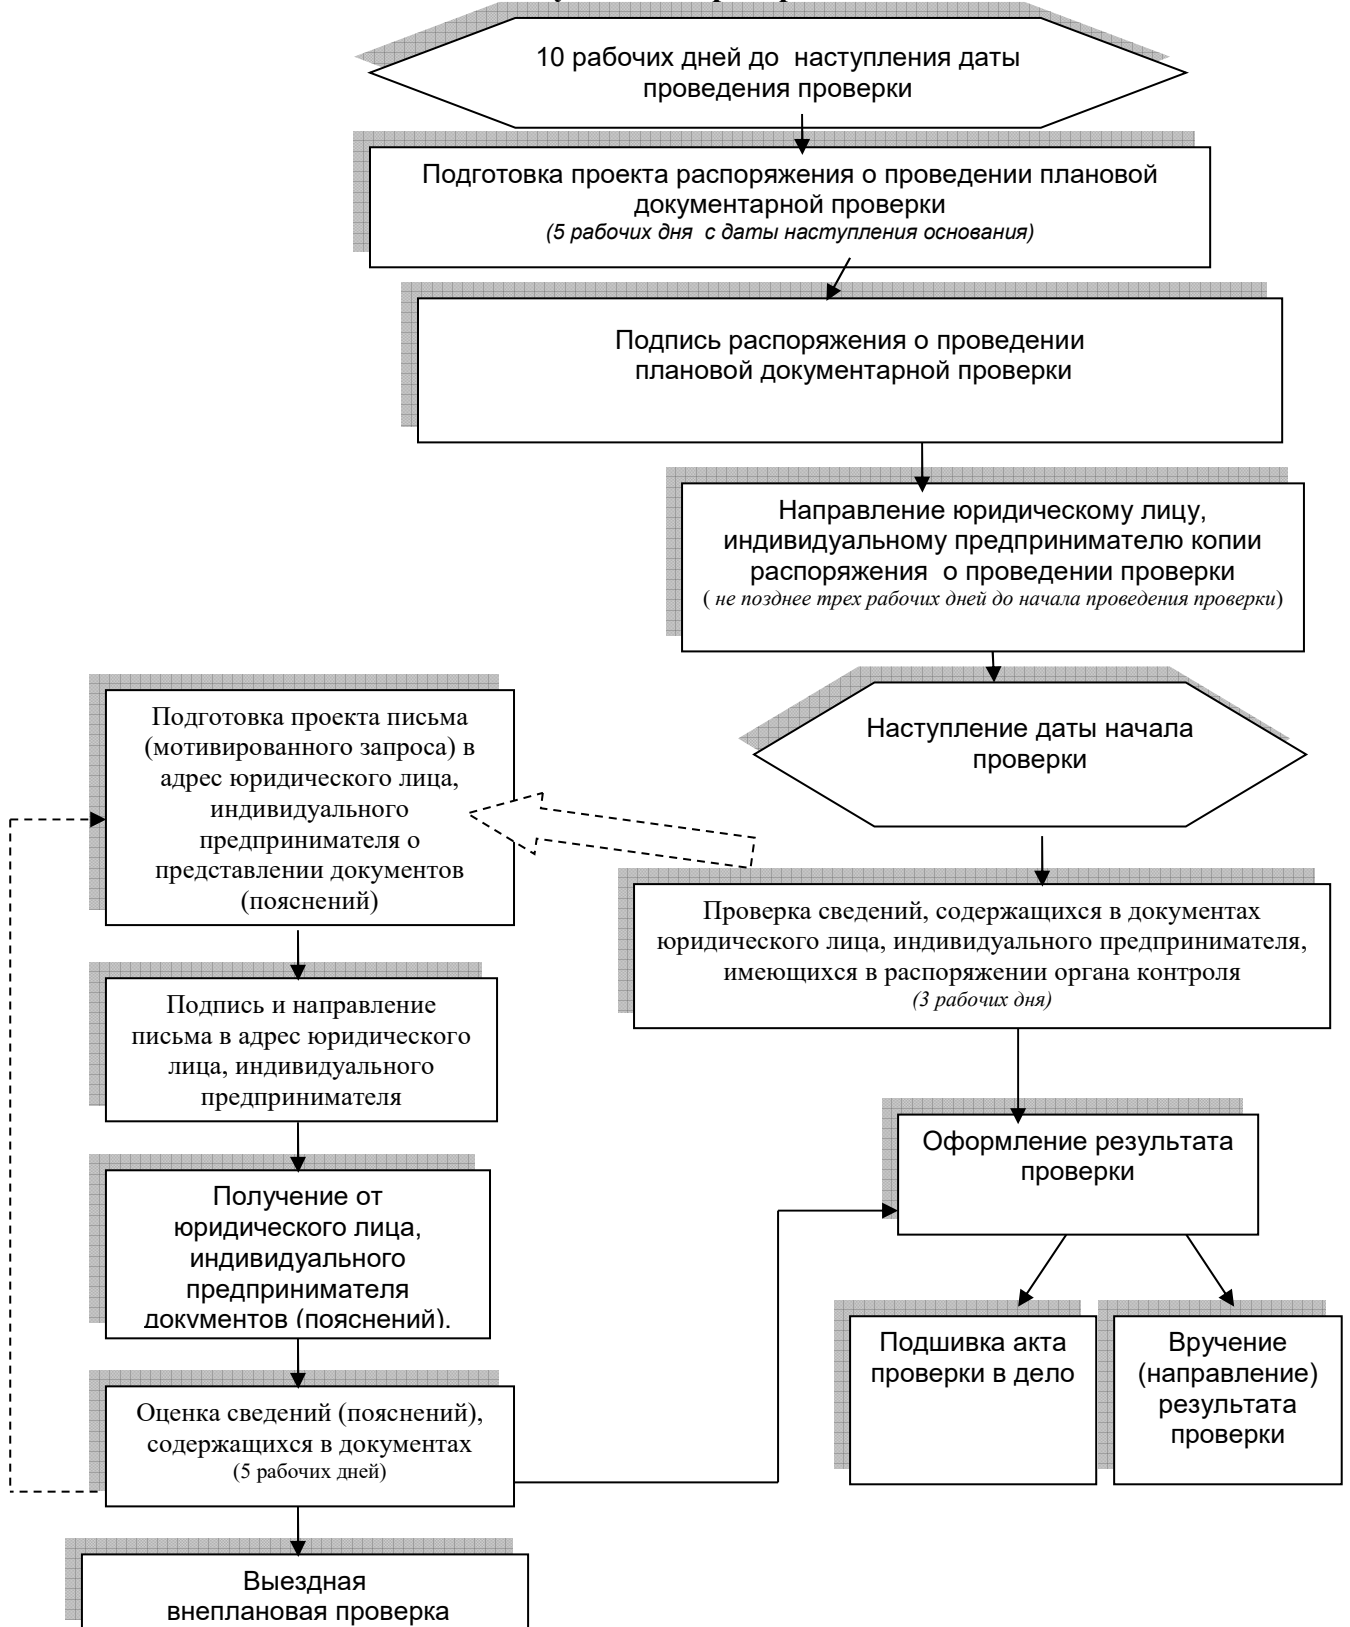 10 рабочих дней до наступления даты
проведения проверки
Подготовка проекта распоряжения о проведении плановой
документарной проверки
(5 рабочих дня с даты наступления основания)
Подпись распоряжения о проведении
плановой документарной проверки
Направление юридическому лицу,
индивидуальному предпринимателю копии
распоряжения о проведении проверки
( не позднее трех рабочих дней до начала проведения проверки)
Наступление даты начала
проверки
Подготовка проекта письма
(мотивированного запроса) в
адрес юридического лица,
индивидуального
предпринимателя о
представлении документов
(пояснений)
Проверка сведений, содержащихся в документах
юридического лица, индивидуального предпринимателя,
имеющихся в распоряжении органа контроля
(3 рабочих дня)
Подпись и направление
письма в адрес юридического
лица, индивидуального
предпринимателя
Оформление результата
проверки
Получение от
юридического лица,
индивидуального
предпринимателя
документов (пояснений).
Подшивка акта
проверки в дело
Вручение
(направление)
результата
проверки
Оценка сведений (пояснений),
содержащихся в документах
(5 рабочих дней)
Выездная
внеплановая проверка